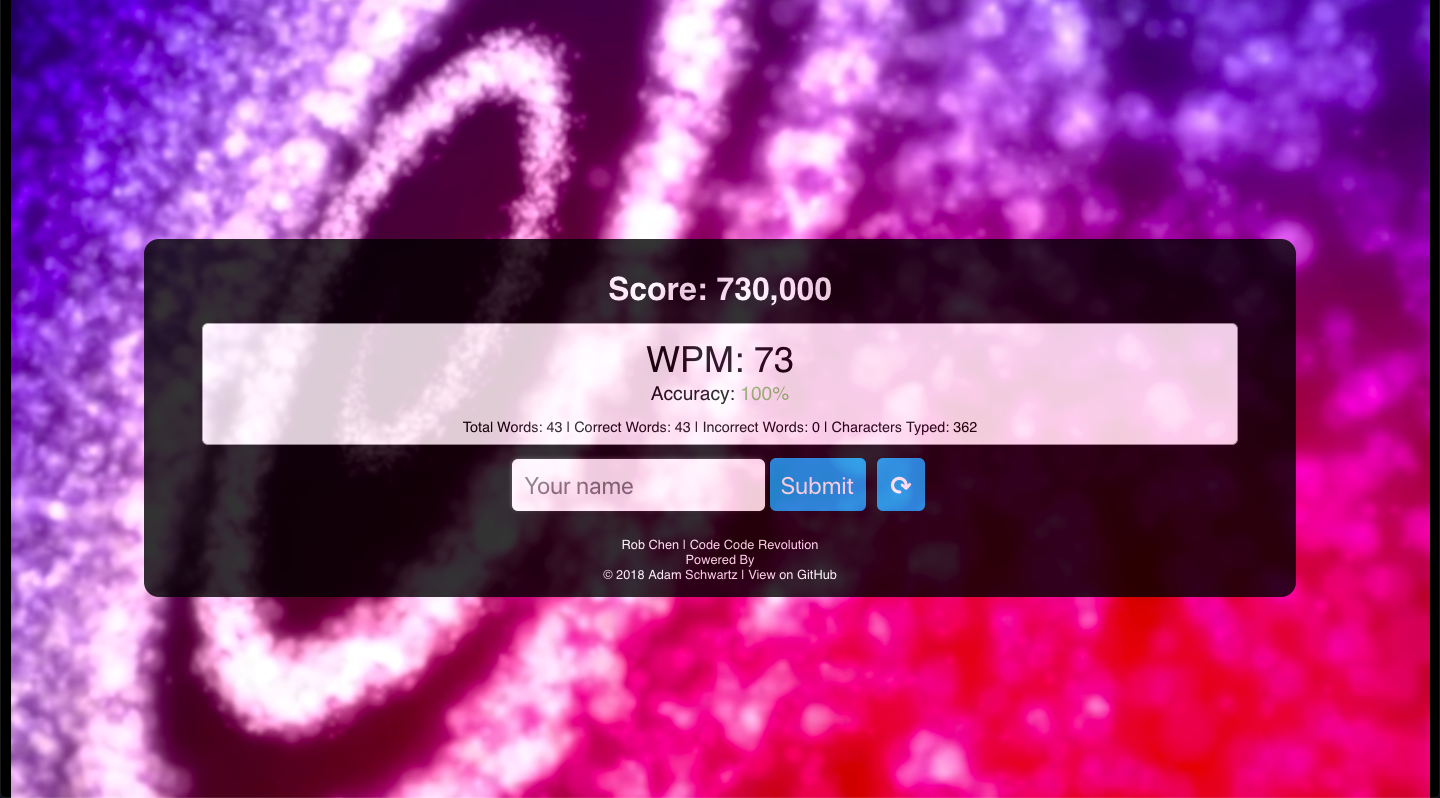 Score: 730,000
WPM: 73
Accuracy: 100%
Total Words: 43 | Correct Words: 43 | Incorrect Words: 0 | Characters Typed: 362
Your name Submit ⟳
Rob Chen | Code Code Revolution
Powered By
© 2018 Adam Schwartz | View on GitHub